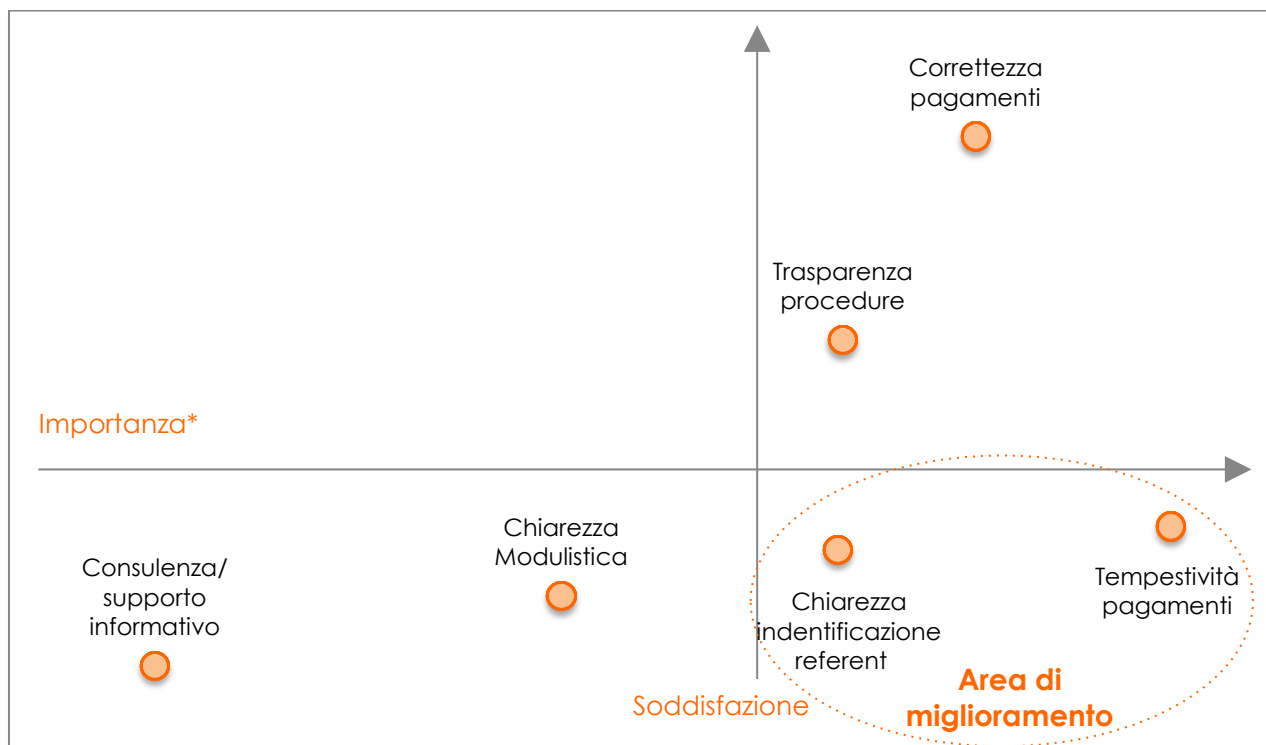 Correttezza
pagamenti
Trasparenza
procedure
Importanza*
Chiarezza
Modulistica
Consulenza/
supporto
informativo
Chiarezza
indentificazione
referent
Tempestività
pagamenti
Soddisfazione
Area di
miglioramento